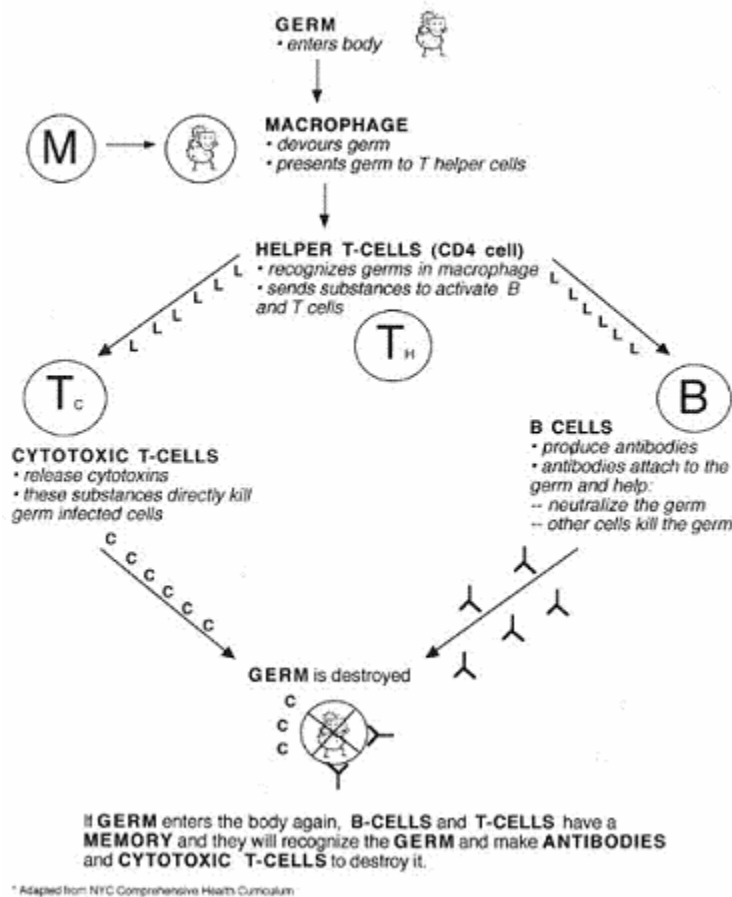 GERM
• enters body
MACROPHAGE
• devours germ
• presents germ to T helper cells
M
HELPER T-CELLS (CD4 cell)
• recognizes germs in macrophage
• sends substances to activate B
and T cells
L
L
L
L
L
L
L
L
L
L
L
L
T H
T C
B
CYTOTOXIC T-CELLS
• release cytotoxins
• these substances directly kill
germ infected cells
B CELLS
• produce antibodies
• antibodies attach to the
germ and help:
-- neutralize the germ
-- other cells kill the germ
C
C
C
C
C
C
GERM is destroyed
C
C
C
If GERM enters the body again, B-CELLS and T-CELLS have a
MEMORY and they will recognize the GERM and make ANTIBODIES
and CYTOTOXIC T-CELLS to destroy it.
* Adapted from NYC Comprehensive Health Curriculum